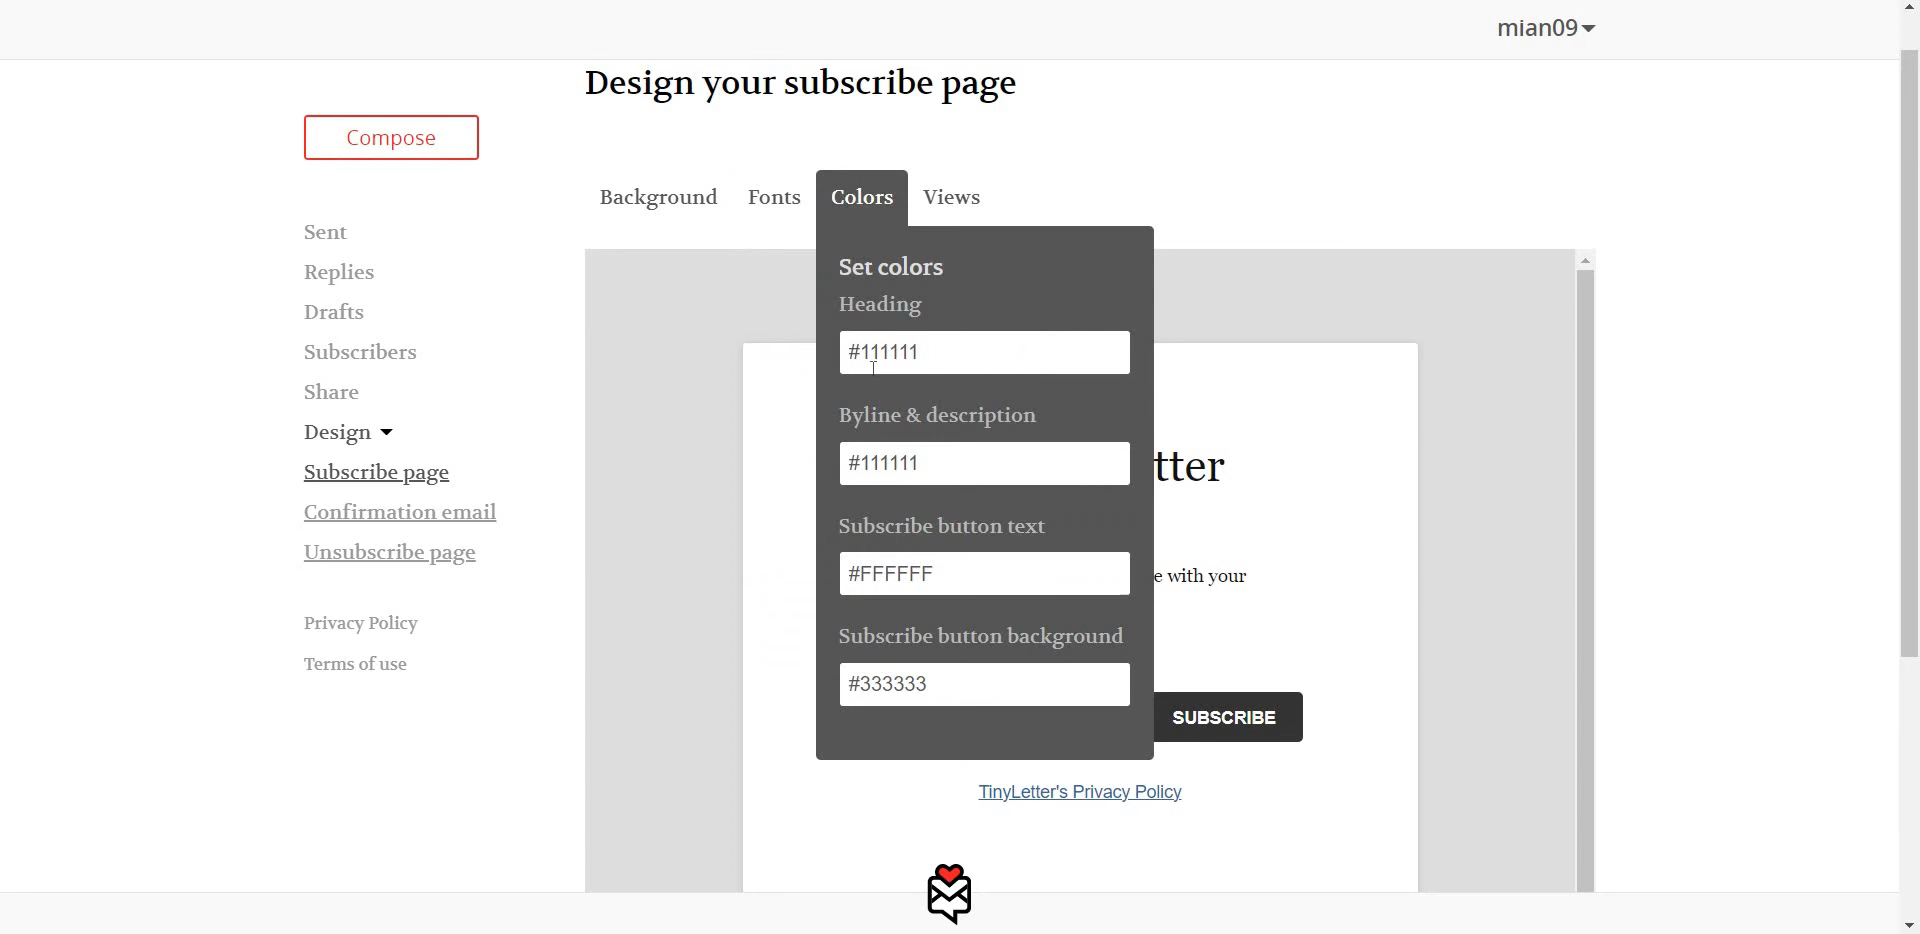 mian09
Design your subscribe page
Compose
Sent
Replies
Drafts
Subscribers
Share
Design
Subscribe page
Confirmation email
Unsubscribe page
Privacy Policy
Terms of use
Background Fonts Colors Views
Set colors
Heading
#111111
Byline & description
#111111
Subscribe button text
#FFFFFF
Subscribe button background
#333333
tter
e with your
SUBSCRIBE
TinyLetter's Privacy Policy